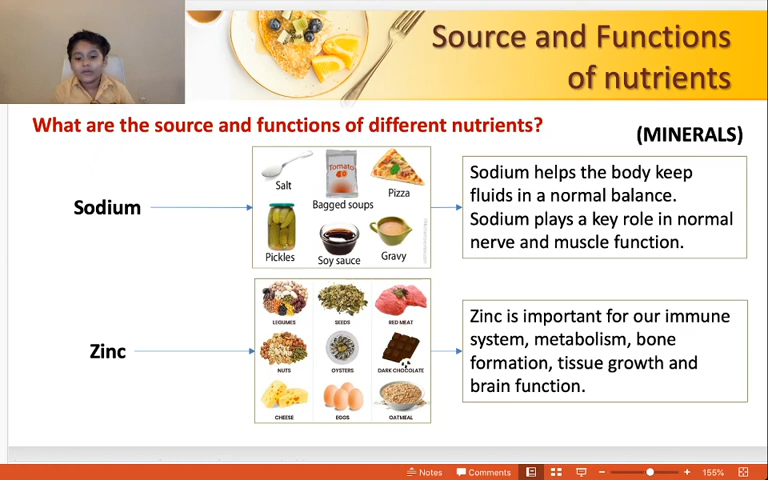 Source and Functions
of nutrients
What are the source and functions of different nutrients?
(MINERALS)
Sodium
Salt
Tomato
Bagged soups
Pizza
Pickles
Soy sauce
Gravy
Sodium helps the body keep
fluids in a normal balance.
Sodium plays a key role in normal
nerve and muscle function.
Zinc
LEGUMES
SEEDS
RED MEAT
NUTS
OYSTERS
DARK CHOCOLATE
CHEESE
EGGS
OATMEAL
Zinc is important for our immune
system, metabolism, bone
formation, tissue growth and
brain function.
Notes
Comments
155%